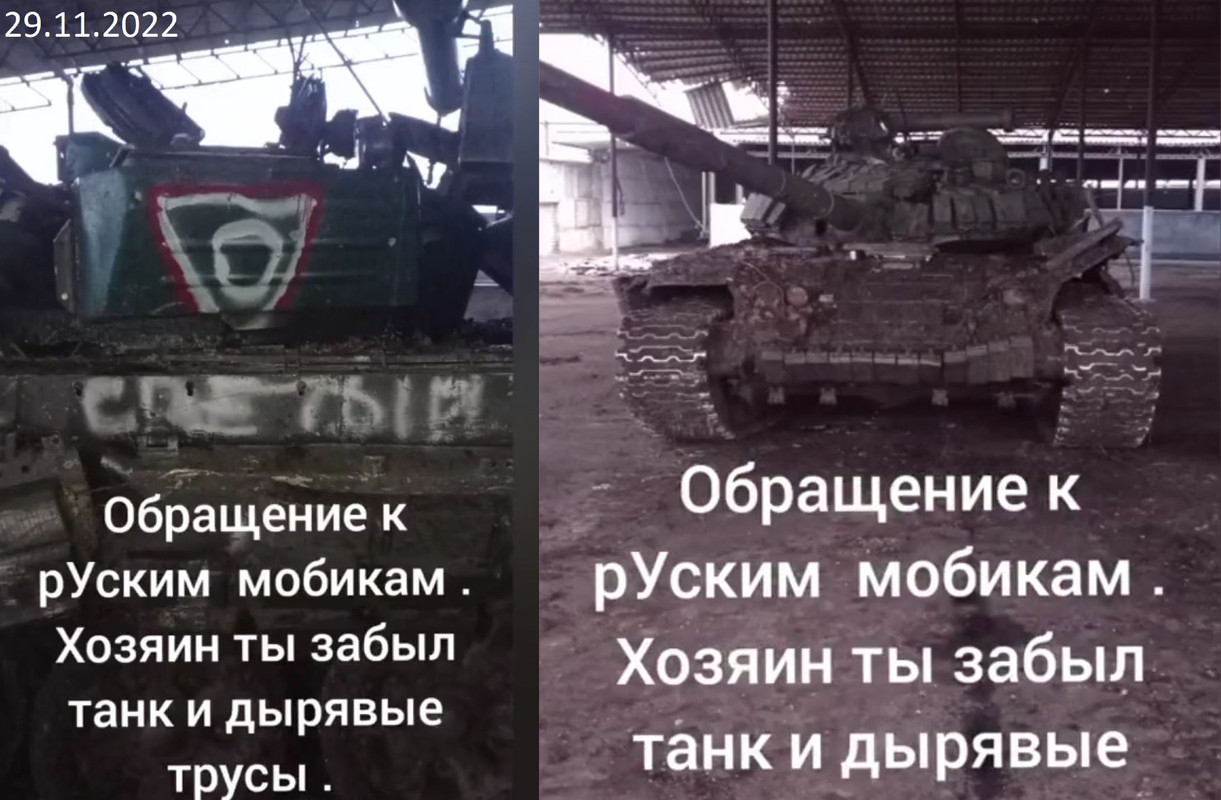 29.11.2022
Обращение к
рУским мобикам .
Хозяин ты забыл
танк и дырявые
трусы .
Обращение к
рУским мобикам .
Хозяин ты забыл
танк и дырявые